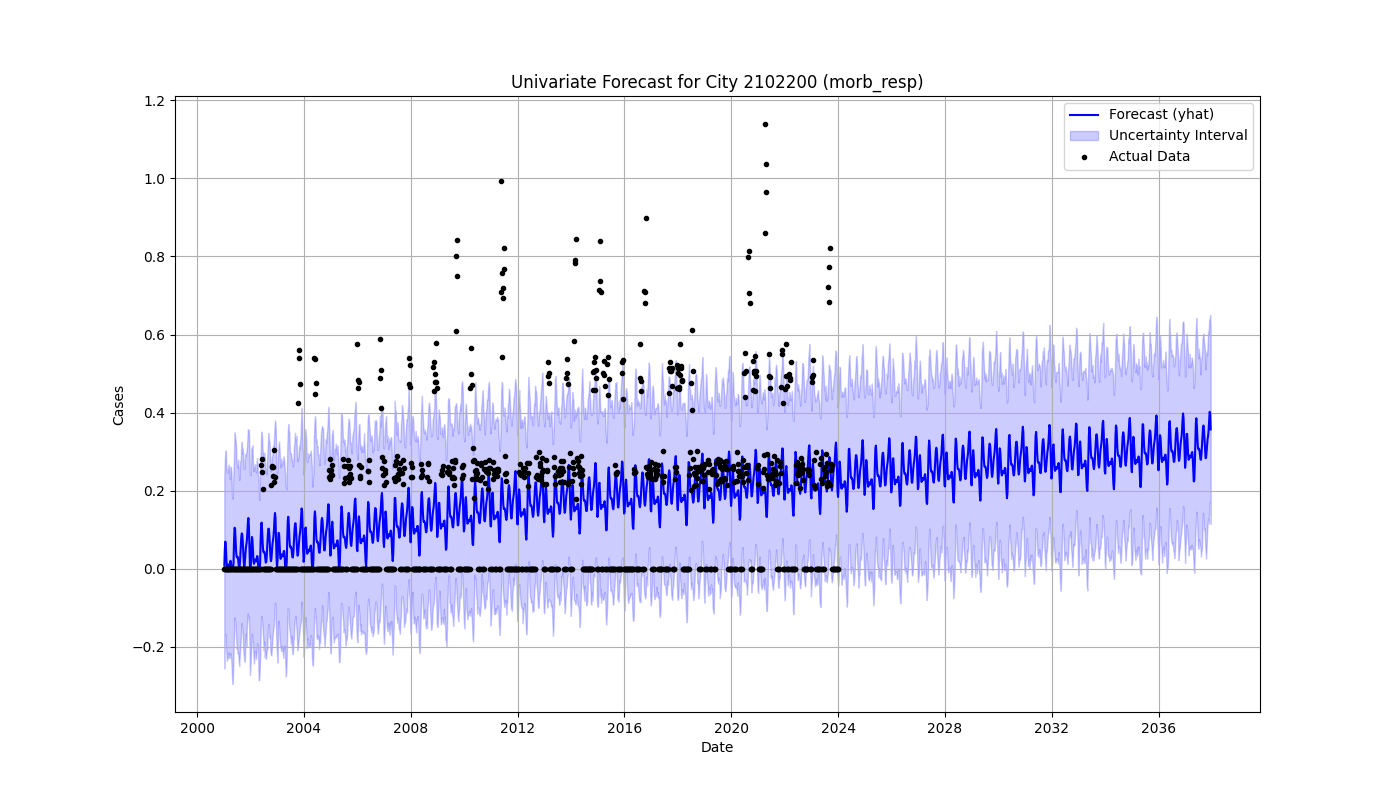 Univariate Forecast for City 2102200 (morb_resp)
Forecast (yhat)
Uncertainty Interval
Actual Data
Cases
1.2
1.0
0.8
0.6
0.4
0.2
0.0
−0.2
2000 2004 2008 2012 2016 2020 2024 2028 2032 2036
Date